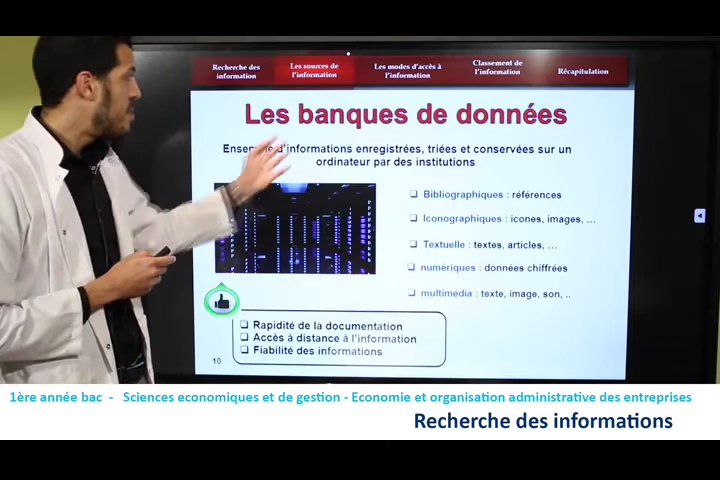 Recherche des information
Les sources de l'information
Les modes d'accès à l'information
Classement de l'information
Récapitulation
Les banques de données
Ensemble d'informations enregistrées, triées et conservées sur un
ordinateur par des institutions
❑ Bibliographiques : références
❑ Iconographiques : icones, images, ...
❑ Textuelle : textes, articles, ...
❑ numériques : données chiffrées
❑ multimédia : texte, image, son, ..
❑ Rapidité de la documentation
❑ Accès à distance à l'information
❑ Fiabilité des informations
10
1ère année bac - Sciences economiques et de gestion - Economie et organisation administrative des entreprises
Recherche des informations